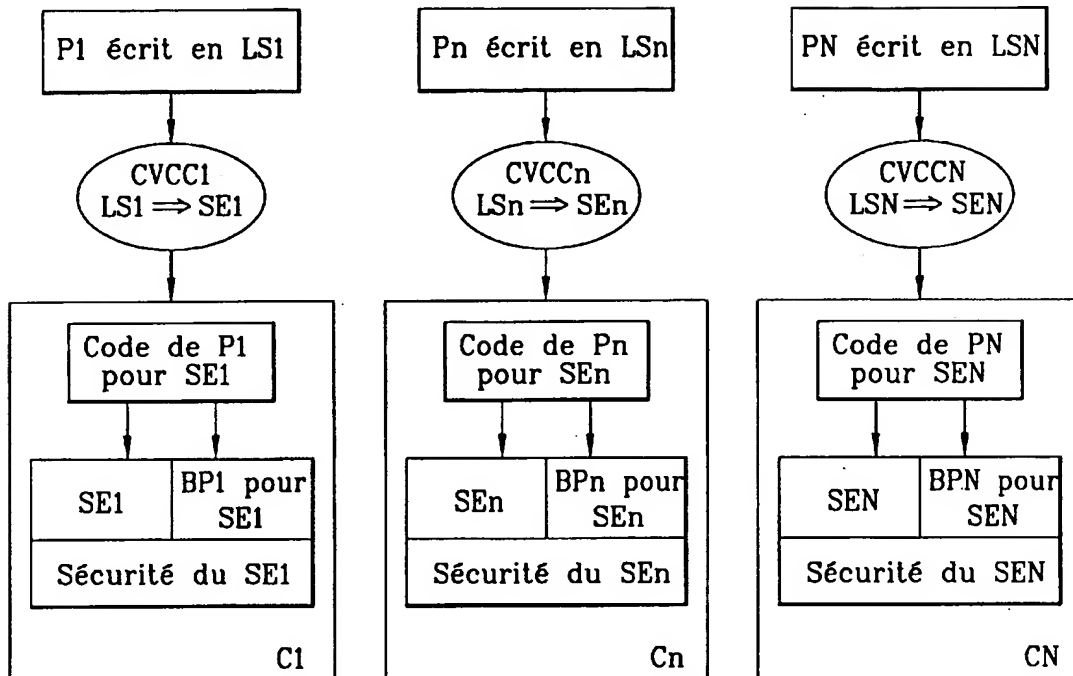 P1 écrit en LS1
CVCC1
LS1 ⟹ SE1
Code de P1
pour SE1
SE1
BP1 pour
SE1
Sécurité du SE1
C1
Pn écrit en LSn
CVCCn
LSn ⟹ SEn
Code de Pn
pour SEn
SEn
BPn pour
SEn
Sécurité du SEn
Cn
PN écrit en LSN
CVCCN
LSN ⟹ SEN
Code de PN
pour SEN
SEN
BPN pour
SEN
Sécurité du SEN
CN